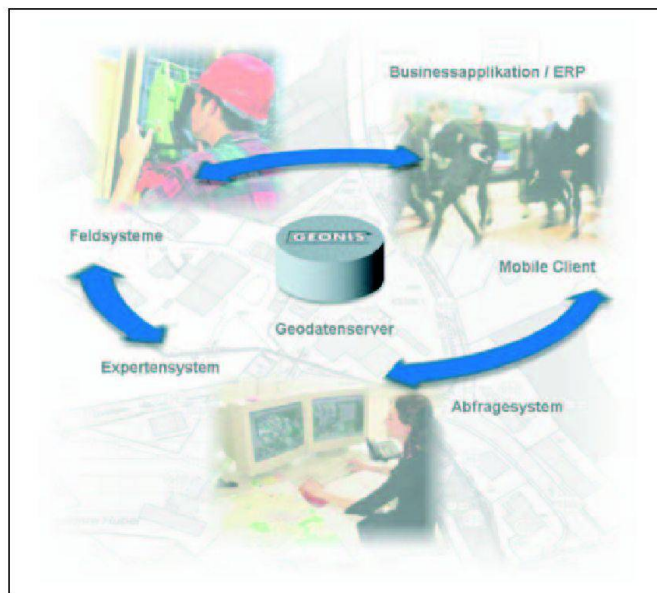 Businessapplikation / ERP
GEONIS
Feldsysteme
Mobile Client
Geodatenserver
Expertensystem
Abfragesystem